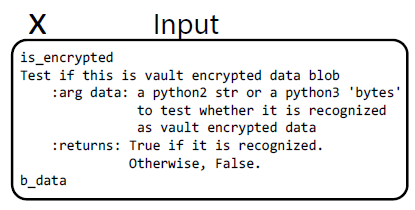 X Input
is_encrypted
Test if this is vault encrypted data blob
:arg data: a python2 str or a python3 'bytes'
to test whether it is recognized
as vault encrypted data
:returns: True if it is recognized.
Otherwise, False.
b_data